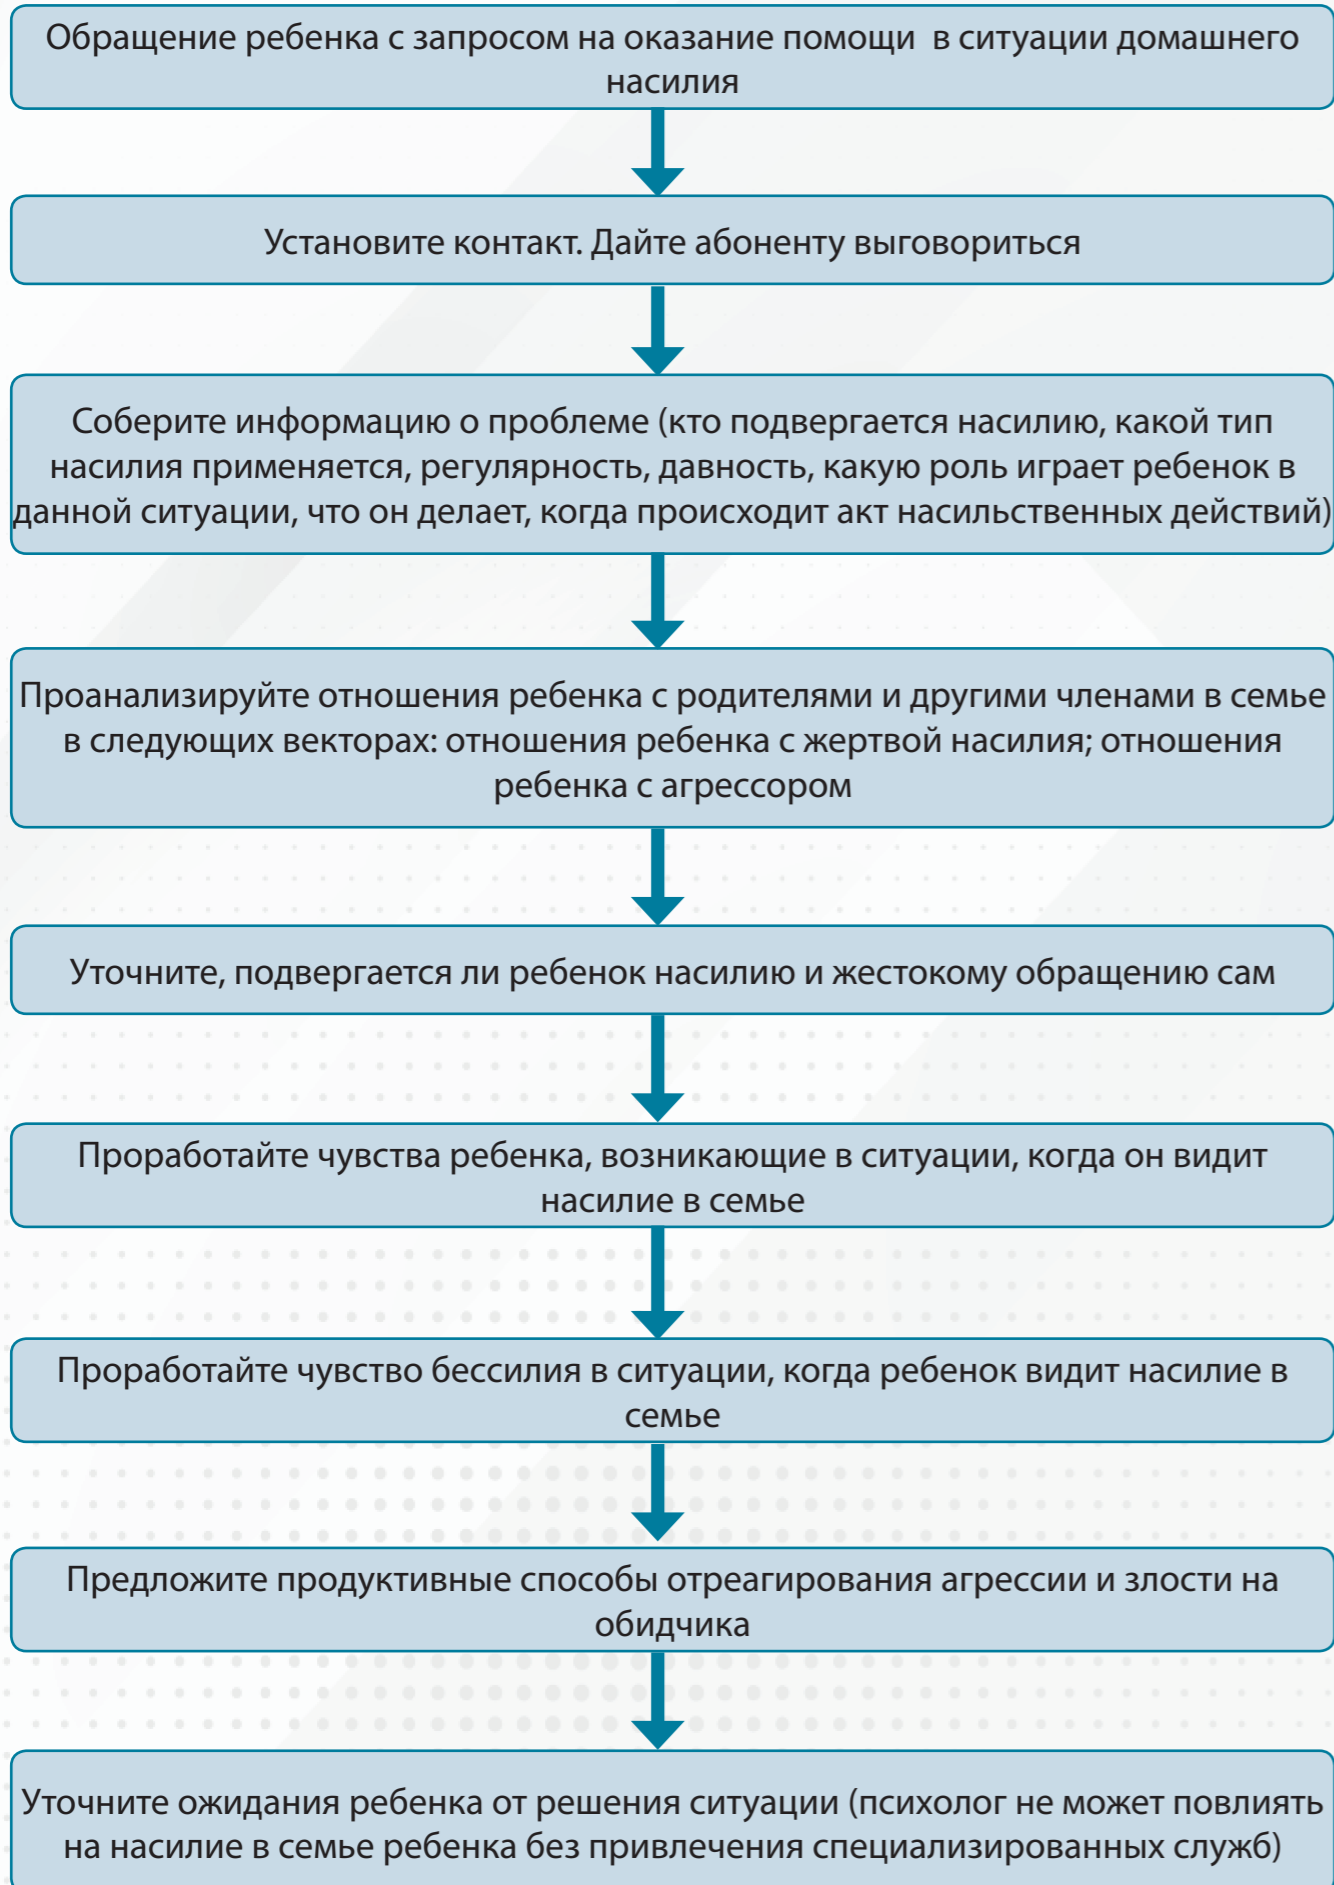 Обращение ребенка с запросом на оказание помощи  в ситуации домашнего
насилия
Установите контакт. Дайте абоненту выговориться
Соберите информацию о проблеме (кто подвергается насилию, какой тип
насилия применяется, регулярность, давность, какую роль играет ребенок в
данной ситуации, что он делает, когда происходит акт насильственных действий)
Проанализируйте отношения ребенка с родителями и другими членами в семье
в следующих векторах: отношения ребенка с жертвой насилия; отношения
ребенка с агрессором
Уточните, подвергается ли ребенок насилию и жестокому обращению сам
Проработайте чувства ребенка, возникающие в ситуации, когда он видит
насилие в семье
Проработайте чувство бессилия в ситуации, когда ребенок видит насилие в
семье
Предложите продуктивные способы отреагирования агрессии и злости на
обидчика
Уточните ожидания ребенка от решения ситуации (психолог не может повлиять
на насилие в семье ребенка без привлечения специализированных служб)